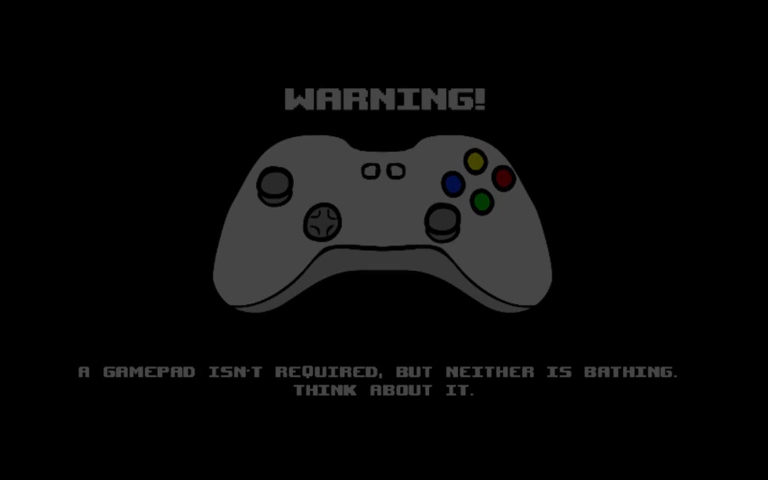 WARNING!
A GAMEPAD ISN'T REQUIRED, BUT NEITHER IS BATHING.
THINK ABOUT IT.